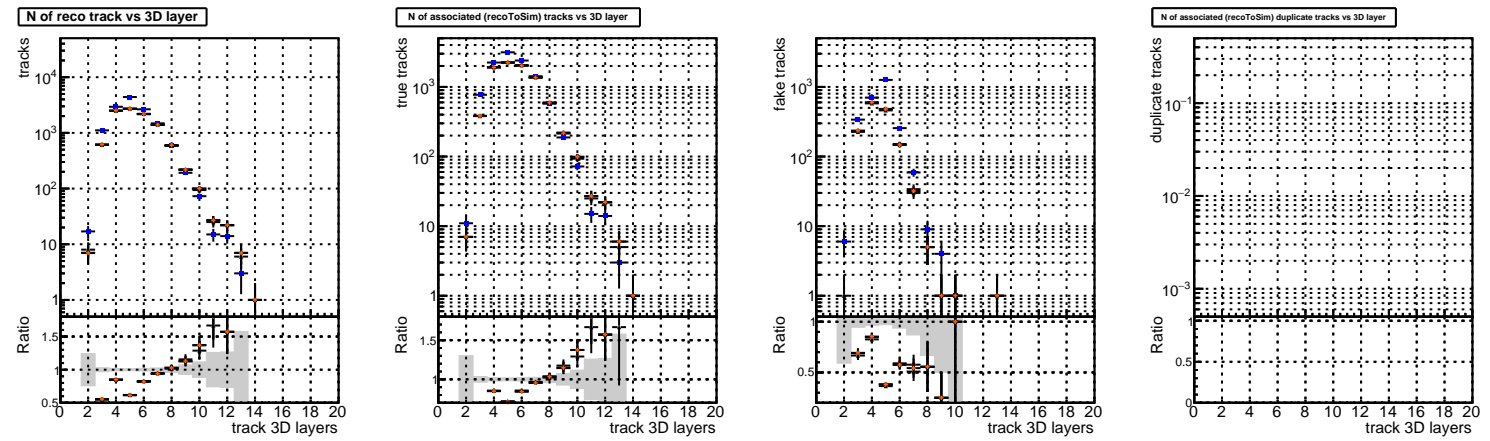 N of reco track vs 3D layer
tracks
10⁴
10³
10²
10
1
Ratio
1.5
1
0.5
0 2 4 6 8 10 12 14 16 18 20
track 3D layers
N of associated (recoToSim) tracks vs 3D layer
true tracks
10³
10²
10
1
Ratio
1.5
1
0 2 4 6 8 10 12 14 16 18 20
track 3D layers
fake tracks
10³
10²
10
1
Ratio
1
0.5
0 2 4 6 8 10 12 14 16 18 20
track 3D layers
N of associated (recoToSim) duplicate tracks vs 3D layer
duplicate tracks
10⁻¹
10⁻²
10⁻³
Ratio
1
0.5
0
0 2 4 6 8 10 12 14 16 18 20
track 3D layers